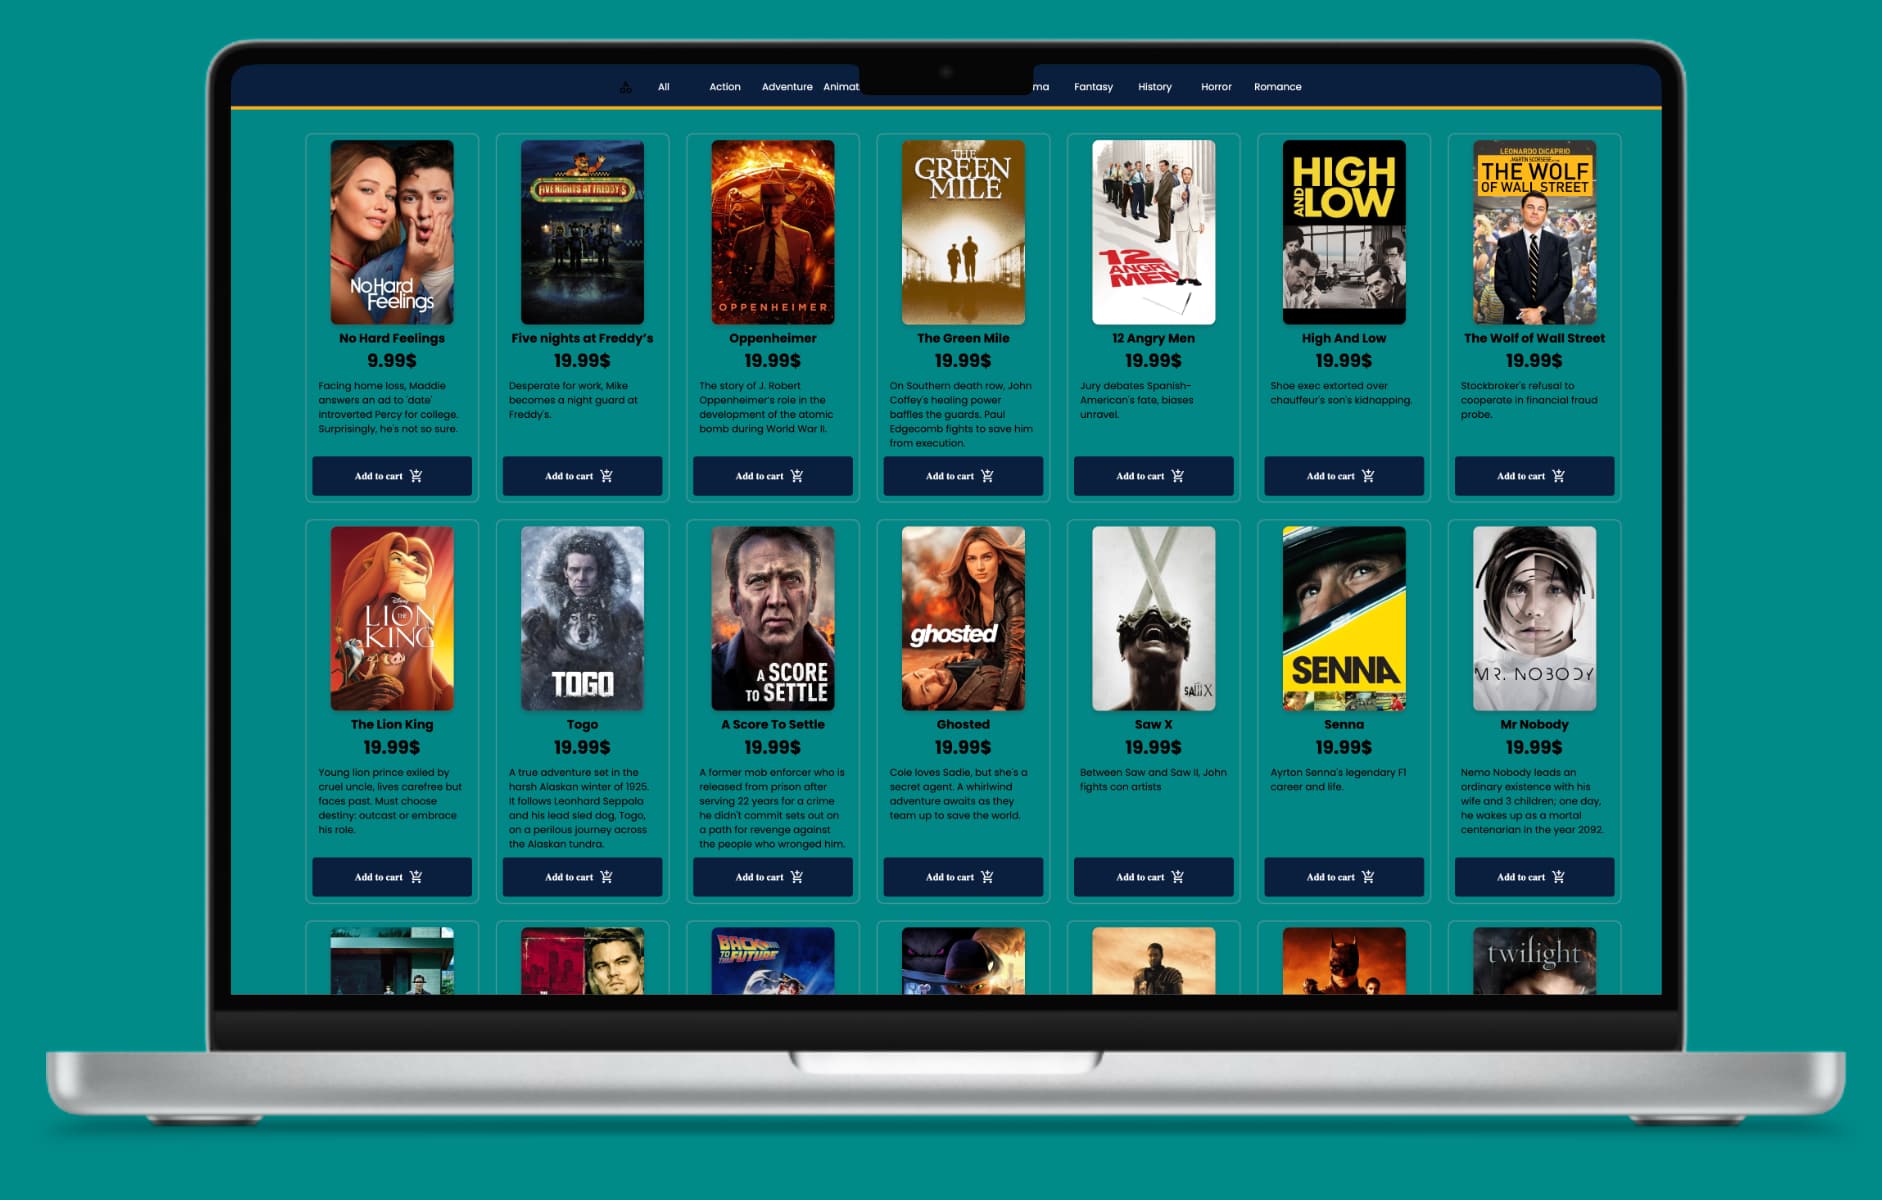 All Action Adventure Animat ma Fantasy History Horror Romance
No Hard
Feelings
FIVE NIGHTS AT FREDDY'S
OPPENHEIMER
THE
GREEN
MILE
12
ANGRY
MEN
HIGH
AND LOW
LEONARDO DiCAPRIO
MARTIN SCORSESE
THE WOLF
OF WALL STREET
No Hard Feelings
9.99$
Facing home loss, Maddie
answers an ad to 'date'
introverted Percy for college.
Surprisingly, he's not so sure.
Add to cart
Five nights at Freddy's
19.99$
Desperate for work, Mike
becomes a night guard at
Freddy's.
Add to cart
Oppenheimer
19.99$
The story of J. Robert
Oppenheimer's role in the
development of the atomic
bomb during World War II.
Add to cart
The Green Mile
19.99$
On Southern death row, John
Coffey's healing power
baffles the guards. Paul
Edgecomb fights to save him
from execution.
Add to cart
12 Angry Men
19.99$
Jury debates Spanish-
American's fate, biases
unravel.
Add to cart
High And Low
19.99$
Shoe exec extorted over
chauffeur's son's kidnapping.
Add to cart
The Wolf of Wall Street
19.99$
Stockbroker's refusal to
cooperate in financial fraud
probe.
Add to cart
Disney
THE
LION
KING
TOGO
A SCORE
TO SETTLE
ghosted
SAW X
SENNA
MR. NOBODY
The Lion King
19.99$
Young lion prince exiled by
cruel uncle, lives carefree but
faces past. Must choose
destiny: outcast or embrace
his role.
Add to cart
Togo
19.99$
A true adventure set in the
harsh Alaskan winter of 1925.
It follows Leonhard Seppala
and his lead sled dog, Togo,
on a perilous journey across
the Alaskan tundra.
Add to cart
A Score To Settle
19.99$
A former mob enforcer who is
released from prison after
serving 22 years for a crime
he didn't commit sets out on
a path for revenge against
the people who wronged him.
Add to cart
Ghosted
19.99$
Cole loves Sadie, but she's a
secret agent. A whirlwind
adventure awaits as they
team up to save the world.
Add to cart
Saw X
19.99$
Between Saw and Saw II, John
fights con artists
Add to cart
Senna
19.99$
Ayrton Senna's legendary F1
career and life.
Add to cart
Mr Nobody
19.99$
Nemo Nobody leads an
ordinary existence with his
wife and 3 children; one day,
he wakes up as a mortal
centenarian in the year 2092.
Add to cart
BACK
TO THE FUTURE
twilight